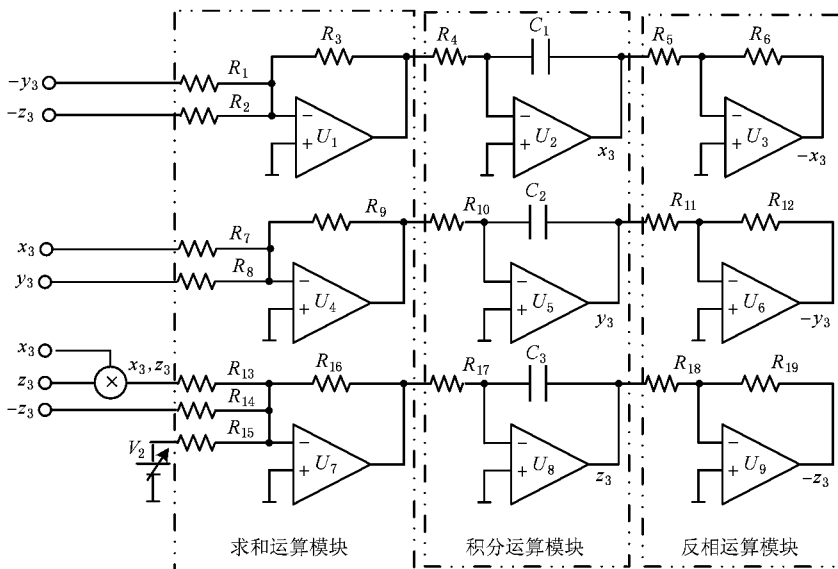 R₃ R₄ C₁ R₅ R₆
−y₃ R₁
−z₃ R₂
− + U₁ − + U₂ x₃ − + U₃ −x₃
R₉ R₁₀ C₂ R₁₁ R₁₂
x₃ R₇
y₃ R₈
− + U₄ − + U₅ y₃ − + U₆ −y₃
x₃
z₃ × x₃,z₃ R₁₃ R₁₆ R₁₇ C₃ R₁₈ R₁₉
−z₃ R₁₄
V₂ R₁₅
− + U₇ − + U₈ z₃ − + U₉ −z₃
求和运算模块 积分运算模块 反相运算模块